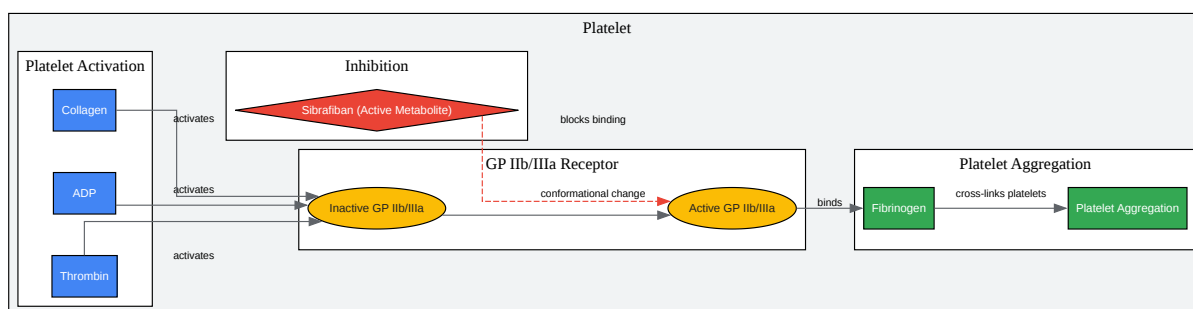 Platelet
Platelet Activation
Collagen
ADP
Thrombin
activates
activates
activates
Inhibition
Sibrafiban (Active Metabolite)
blocks binding
GP IIb/IIIa Receptor
Inactive GP IIb/IIIa
conformational change
Active GP IIb/IIIa
binds
Platelet Aggregation
Fibrinogen
cross-links platelets
Platelet Aggregation